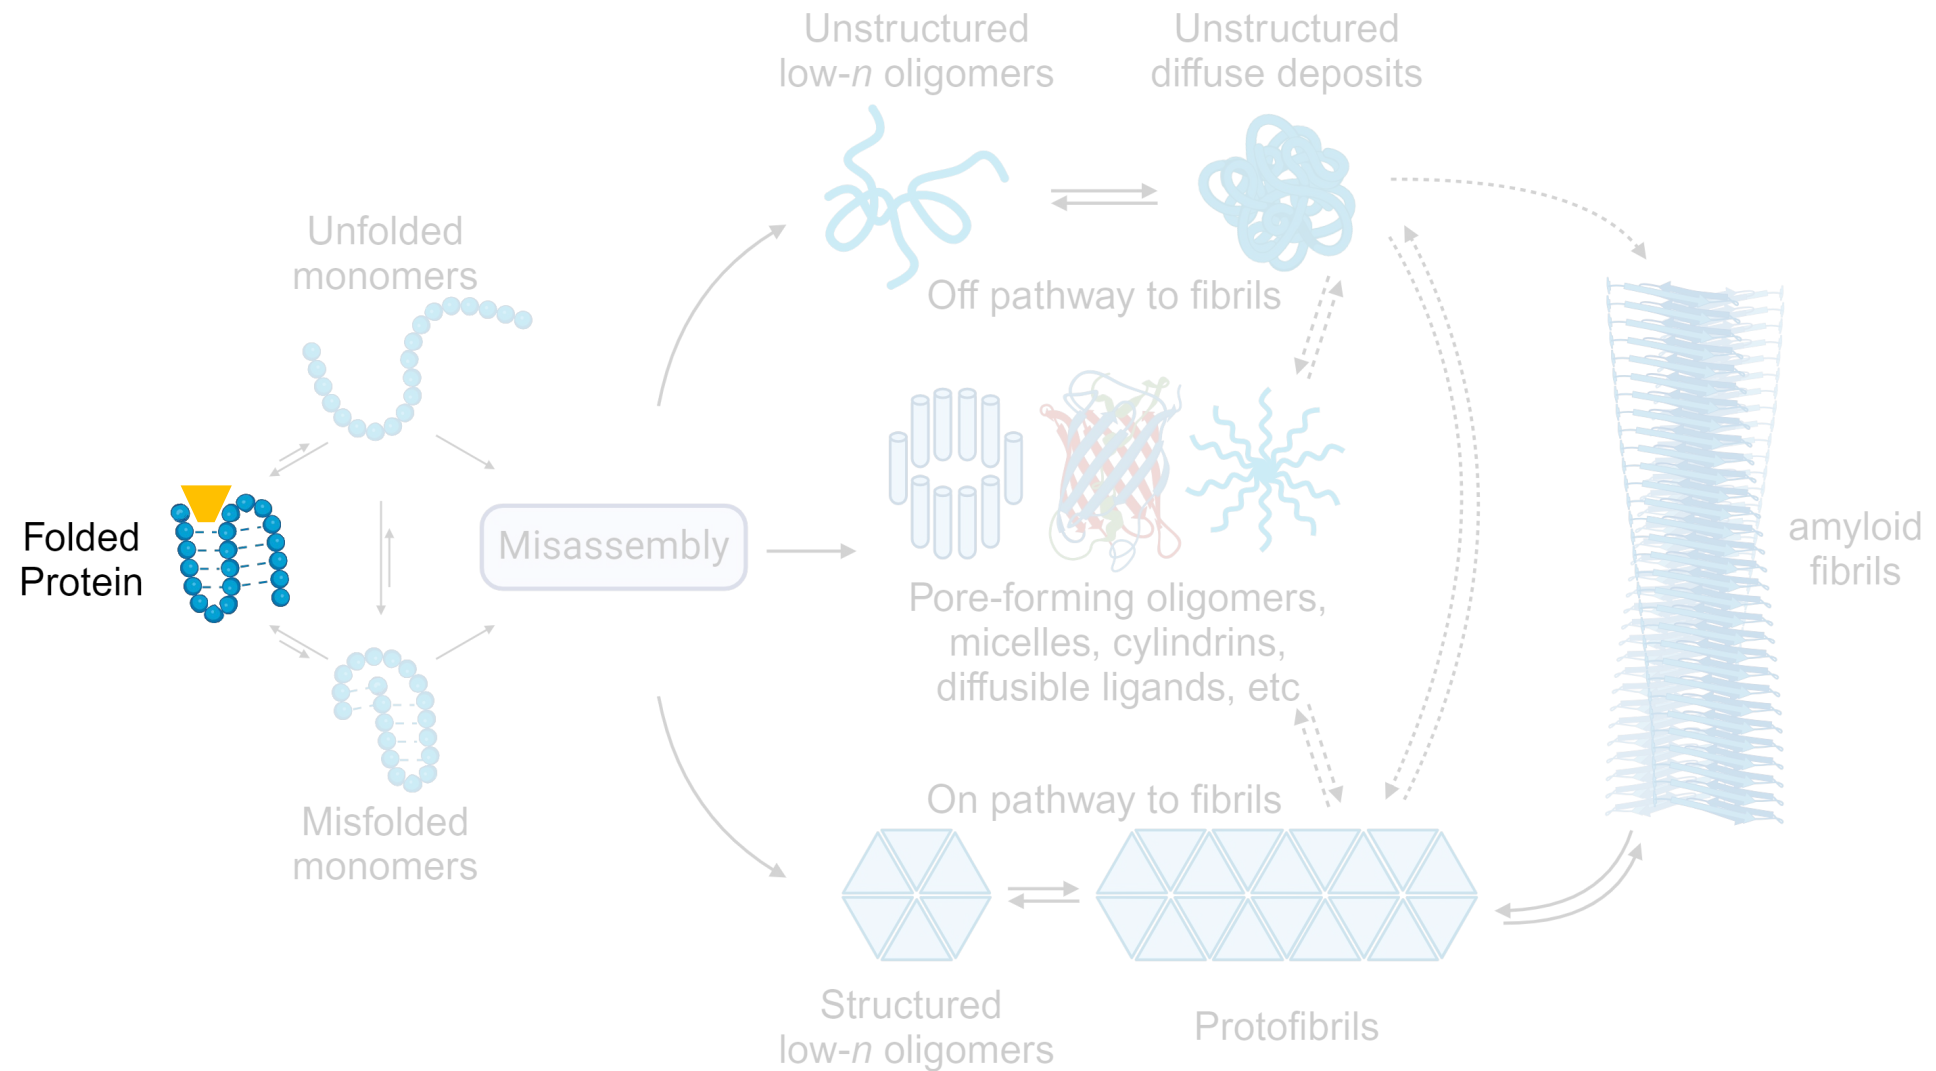 Unstructured
low-n oligomers
Unstructured
diffuse deposits
Unfolded
monomers
Off pathway to fibrils
Folded
Protein
Misassembly
amyloid
fibrils
Pore-forming oligomers,
micelles, cylindrins,
diffusible ligands, etc
On pathway to fibrils
Misfolded
monomers
Structured
low-n oligomers
Protofibrils